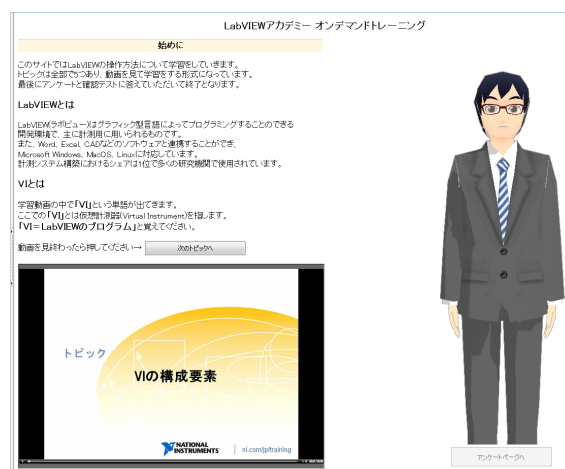 LabVIEWアカデミー オンデマンドトレーニング
始めに
このサイトではLabVIEWの操作方法について学習をしていきます。
トピックは全部で5つあり、動画を見て学習をする形式になっています。
最後にアンケートと確認テストに答えていただいて終了となります。
LabVIEWとは
LabVIEW(ラボビュー)はグラフィック型言語によってプログラミングすることのできる
開発環境で、主に計測用に用いられるものです。
また、Word, Excel, CADなどのソフトウェアと連携することができ、
Microsoft Windows, MacOS, Linuxに対応しています。
計測システム構築におけるシェアは1位で多くの研究機関で使用されています。
VIとは
学習動画の中で「VI」という単語が出てきます。
ここでの「VI」とは仮想計測器(Virtual Instrument)を指します。
「VI＝LabVIEWのプログラム」と覚えてください。
動画を見終わったら押してください→ 次のトピックへ
トピック
VIの構成要素
NATIONAL INSTRUMENTS ni.com/jp/training
アンケートページへ